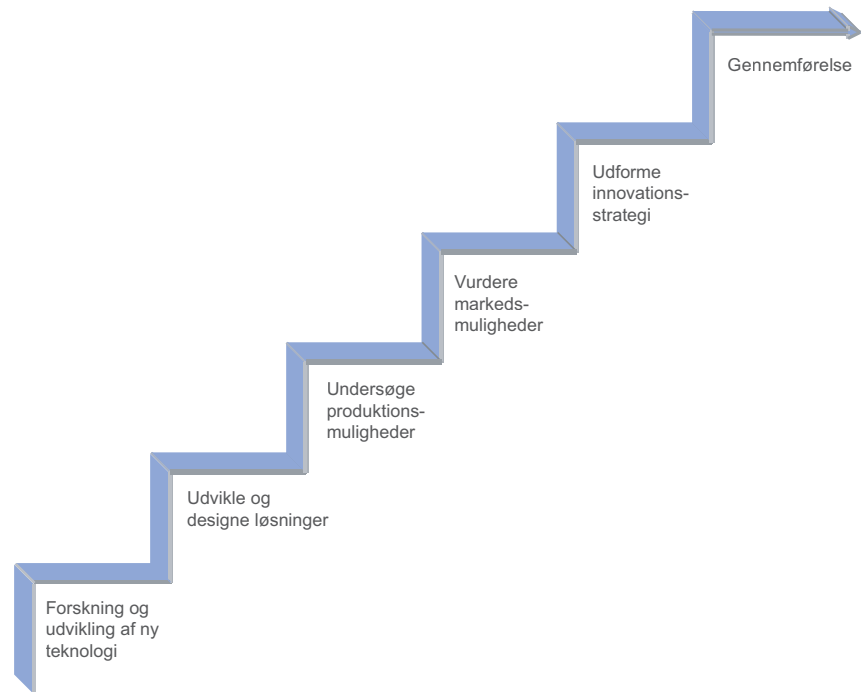 Gennemførelse
Udforme
innovations-
strategi
Vurdere
markeds-
muligheder
Undersøge
produktions-
muligheder
Udvikle og
designe løsninger
Forskning og
udvikling af ny
teknologi